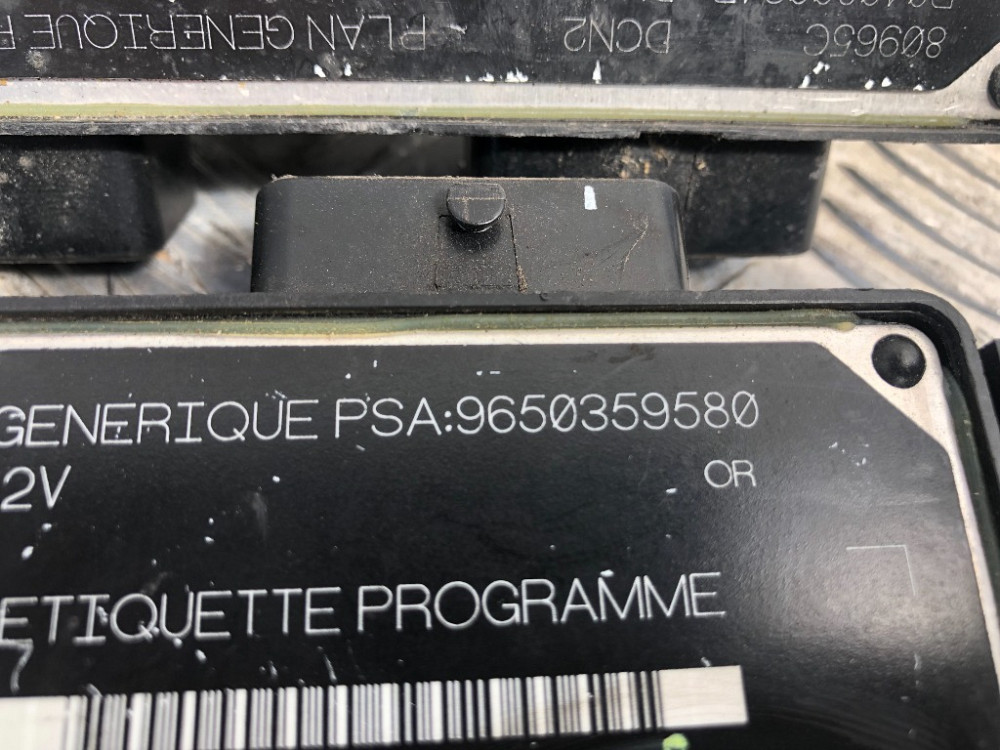 80965C DCN2 PLAN GENERIQUE P
GENERIQUE PSA:9650359580
2V OR
ETIQUETTE PROGRAMME